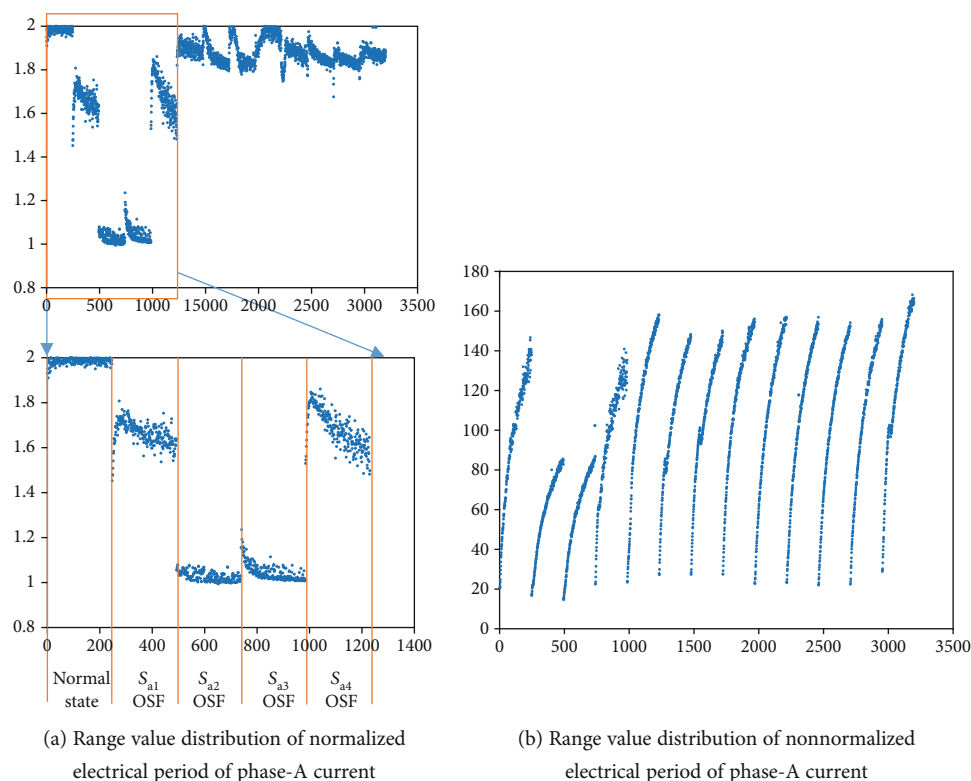 2
1.8
1.6
1.4
1.2
1
0.8
0 500 1000 1500 2000 2500 3000 3500
2
1.8
1.6
1.4
1.2
1
0.8
0 200 400 600 800 1000 1200 1400
Normal state
Sa1 OSF
Sa2 OSF
Sa3 OSF
Sa4 OSF
(a) Range value distribution of normalized
electrical period of phase-A current
180
160
140
120
100
80
60
40
20
0
0 500 1000 1500 2000 2500 3000 3500
(b) Range value distribution of nonnormalized
electrical period of phase-A current